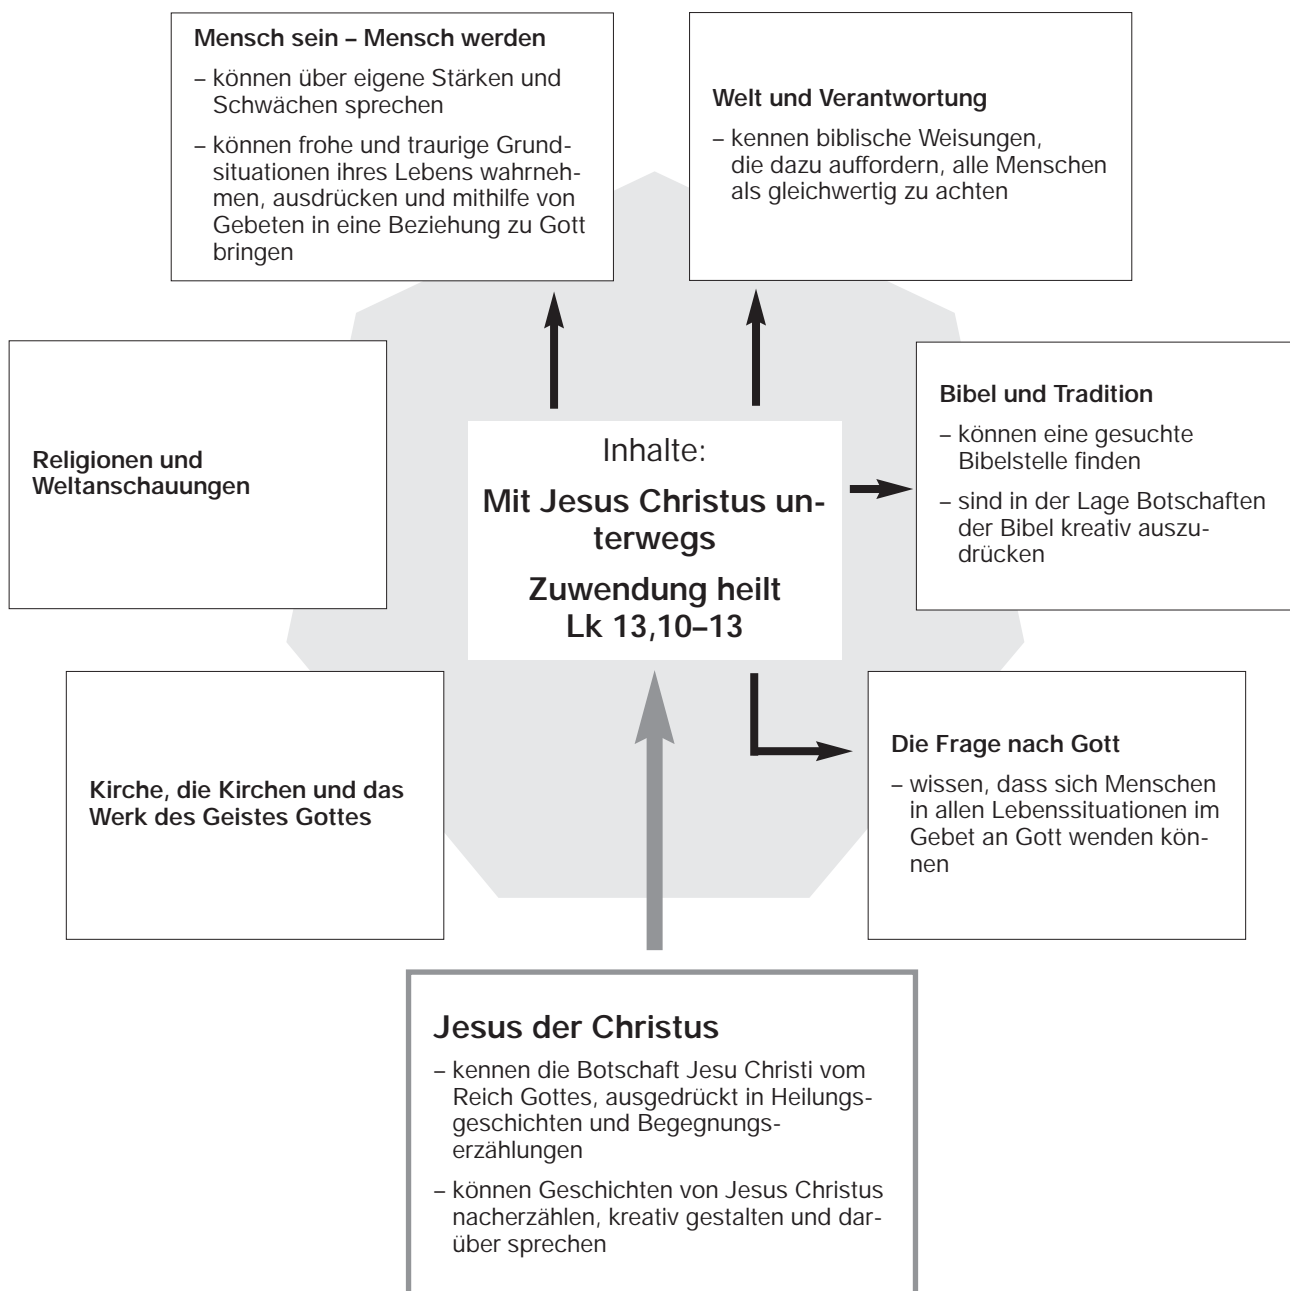 Mensch sein – Mensch werden
– können über eigene Stärken und
Schwächen sprechen
– können frohe und traurige Grund-
situationen ihres Lebens wahrneh-
men, ausdrücken und mithilfe von
Gebeten in eine Beziehung zu Gott
bringen
Welt und Verantwortung
– kennen biblische Weisungen,
die dazu auffordern, alle Menschen
als gleichwertig zu achten
Religionen und
Weltanschauungen
Inhalte:
Mit Jesus Christus un-
terwegs
Zuwendung heilt
Lk 13,10–13
Bibel und Tradition
– können eine gesuchte
Bibelstelle finden
– sind in der Lage Botschaften
der Bibel kreativ auszu-
drücken
Kirche, die Kirchen und das
Werk des Geistes Gottes
Die Frage nach Gott
– wissen, dass sich Menschen
in allen Lebenssituationen im
Gebet an Gott wenden kön-
nen
Jesus der Christus
– kennen die Botschaft Jesu Christi vom
Reich Gottes, ausgedrückt in Heilungs-
geschichten und Begegnungs-
erzählungen
– können Geschichten von Jesus Christus
nacherzählen, kreativ gestalten und dar-
über sprechen